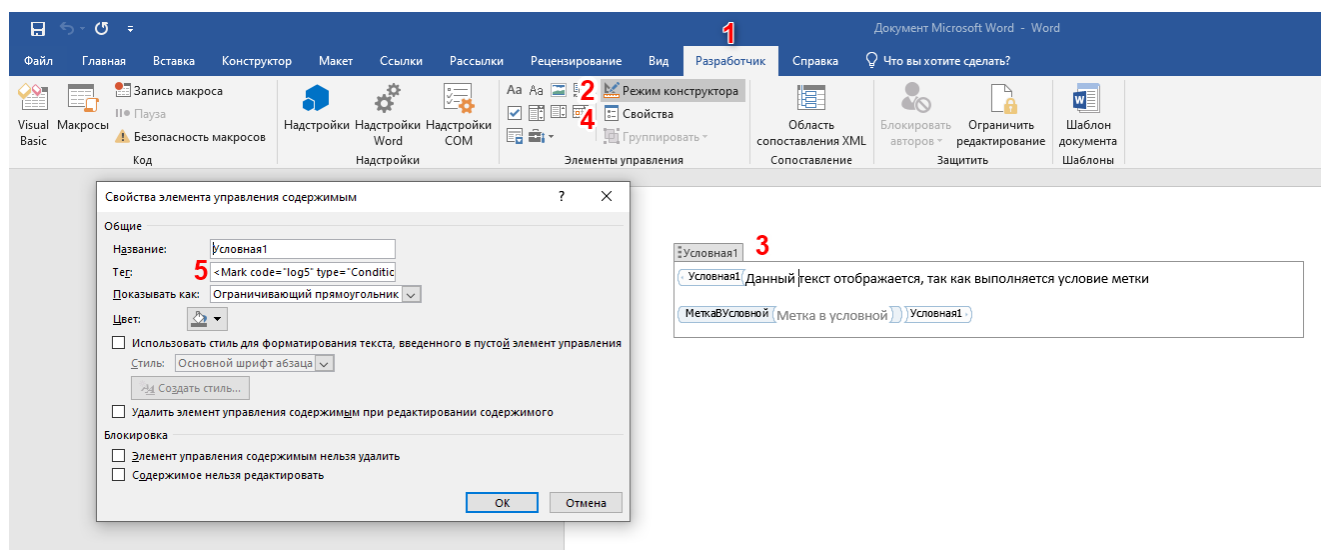 1
Документ Microsoft Word - Word
Файл Главная Вставка Конструктор Макет Ссылки Рассылки Рецензирование Вид Разработчик Справка Что вы хотите сделать?
Visual Basic
Макросы
Запись макроса
Пауза
Безопасность макросов
Код
Надстройки
Надстройки Word
Надстройки COM
Надстройки
Aa Aa
2
Режим конструктора
4
Свойства
Группировать
Элементы управления
Область сопоставления XML
Сопоставление
Блокировать авторов
Ограничить редактирование
Защитить
Шаблон документа
Шаблоны
Свойства элемента управления содержимым ?
Общие
Название: Условная1
Тег: 5 <Mark code="log5" type="Conditic
Показывать как: Ограничивающий прямоугольник
Цвет:
Использовать стиль для форматирования текста, введенного в пустой элемент управления
Стиль: Основной шрифт абзаца
Создать стиль...
Удалить элемент управления содержимым при редактировании содержимого
Блокировка
Элемент управления содержимым нельзя удалить
Содержимое нельзя редактировать
ОК Отмена
Условная1 3
Условная1 Данный текст отображается, так как выполняется условие метки
МеткаВУсловной Метка в условной Условная1